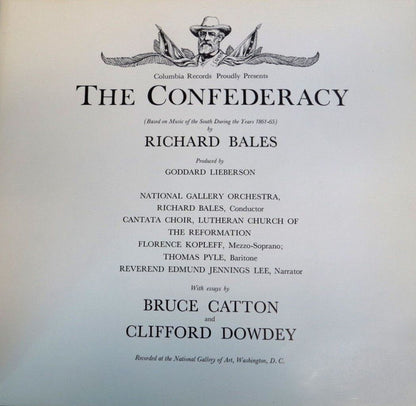 Columbia Records Proudly Presents
THE CONFEDERACY
(Based on Music of the South During the Years 1861-65)
by
RICHARD BALES
Produced by
GODDARD LIEBERSON
NATIONAL GALLERY ORCHESTRA,
RICHARD BALES, Conductor
CANTATA CHOIR, LUTHERAN CHURCH OF
THE REFORMATION
FLORENCE KOPLEFF, Mezzo-Soprano;
THOMAS PYLE, Baritone
REVEREND EDMUND JENNINGS LEE, Narrator
With essays by
BRUCE CATTON
and
CLIFFORD DOWDEY
Recorded at the National Gallery of Art, Washington, D. C.